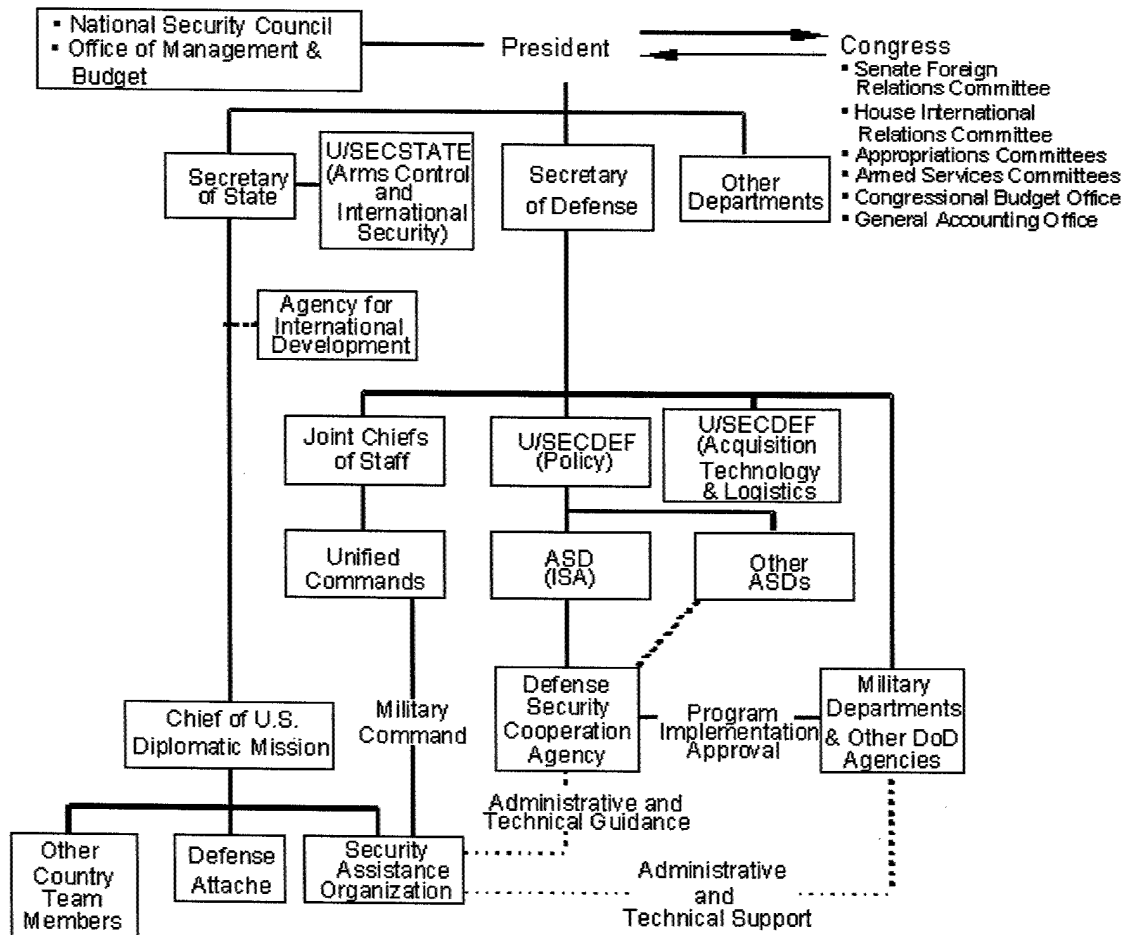 ▪ National Security Council
▪ Office of Management &
Budget
President
Congress
▪ Senate Foreign
Relations Committee
▪ House International
Relations Committee
▪ Appropriations Committees
▪ Armed Services Committees
▪ Congressional Budget Office
▪ General Accounting Office
Secretary
of State
U/SECSTATE
(Arms Control
and
International
Security)
Secretary
of Defense
Other
Departments
Agency for
International
Development
Joint Chiefs
of Staff
U/SECDEF
(Policy)
U/SECDEF
(Acquisition
Technology
& Logistics
Unified
Commands
ASD
(ISA)
Other
ASDs
Chief of U.S.
Diplomatic Mission
Military
Command
Defense
Security
Cooperation
Agency
Program
Implementation
Approval
Military
Departments
& Other DoD
Agencies
Administrative and
Technical Guidance
Other
Country
Team
Members
Defense
Attache
Security
Assistance
Organization
Administrative
and
Technical Support